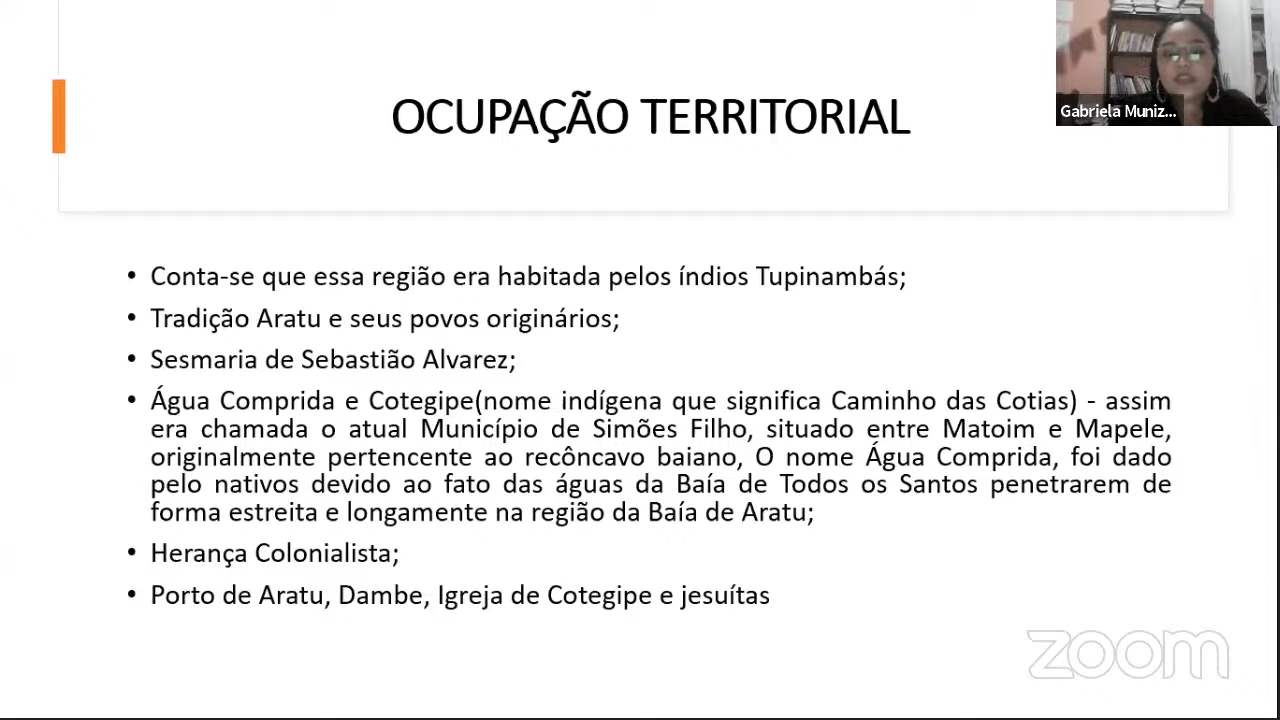 OCUPAÇÃO TERRITORIAL
Gabriela Muniz...
• Conta-se que essa região era habitada pelos índios Tupinambás;
• Tradição Aratu e seus povos originários;
• Sesmaria de Sebastião Alvarez;
• Água Comprida e Cotegipe(nome indígena que significa Caminho das Cotias) - assim
era chamada o atual Município de Simões Filho, situado entre Matoim e Mapele,
originalmente pertencente ao recôncavo baiano, O nome Água Comprida, foi dado
pelo nativos devido ao fato das águas da Baía de Todos os Santos penetrarem de
forma estreita e longamente na região da Baía de Aratu;
• Herança Colonialista;
• Porto de Aratu, Dambe, Igreja de Cotegipe e jesuítas
zoom